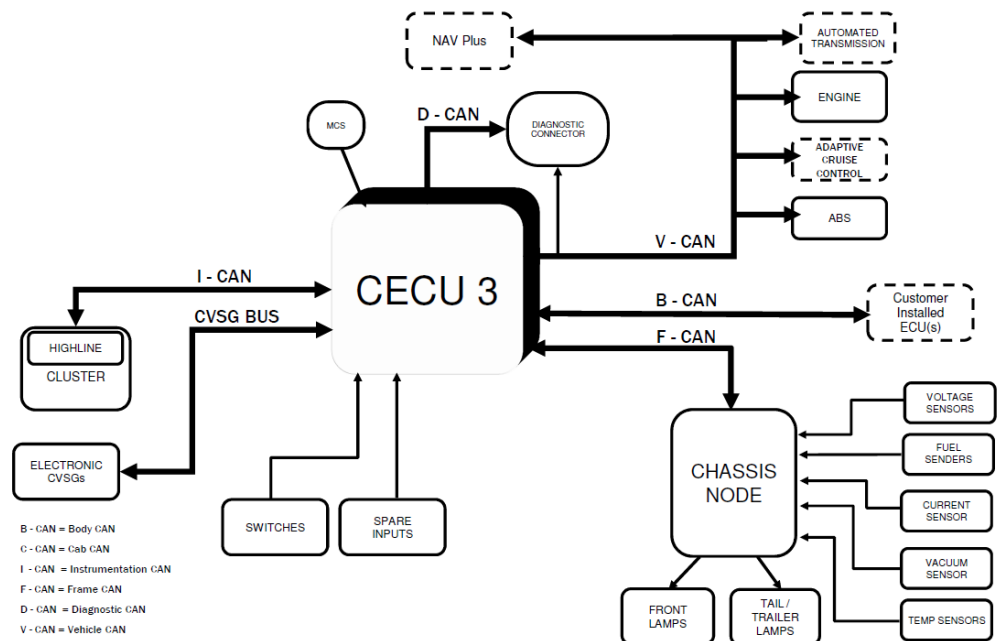 NAV Plus
AUTOMATED
TRANSMISSION
ENGINE
ADAPTIVE
CRUISE
CONTROL
ABS
MCS
D - CAN
DIAGNOSTIC
CONNECTOR
V - CAN
I - CAN
CECU 3
CVSG BUS
B - CAN
Customer
Installed
ECU(s)
F - CAN
HIGHLINE
CLUSTER
ELECTRONIC
CVSGs
SWITCHES
SPARE
INPUTS
CHASSIS
NODE
VOLTAGE
SENSORS
FUEL
SENDERS
CURRENT
SENSOR
VACUUM
SENSOR
TEMP SENSORS
FRONT
LAMPS
TAIL /
TRAILER
LAMPS
B - CAN = Body CAN
C - CAN = Cab CAN
I - CAN = Instrumentation CAN
F - CAN = Frame CAN
D - CAN = Diagnostic CAN
V - CAN = Vehicle CAN